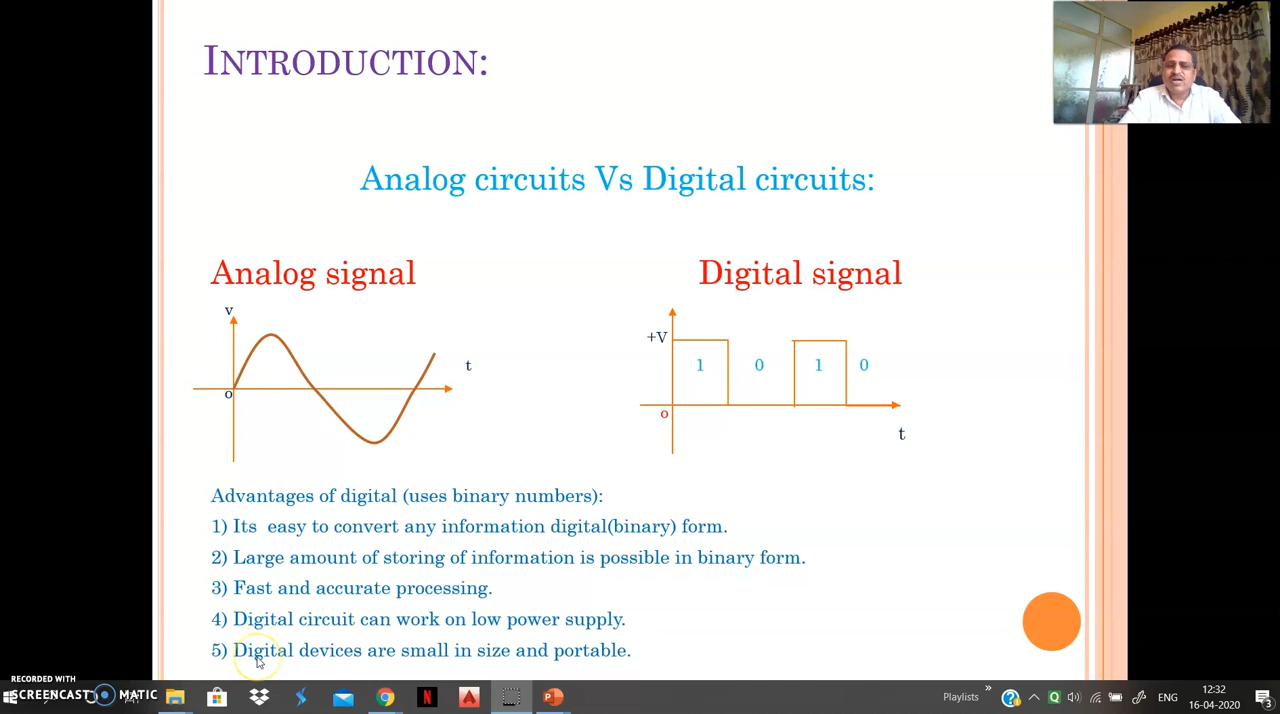 INTRODUCTION:
Analog circuits Vs Digital circuits:
Analog signal
Digital signal
v
t
o
+V
1 0 1 0
o
t
Advantages of digital (uses binary numbers):
1) Its easy to convert any information digital(binary) form.
2) Large amount of storing of information is possible in binary form.
3) Fast and accurate processing.
4) Digital circuit can work on low power supply.
5) Digital devices are small in size and portable.
RECORDED WITH
SCREENCAST MATIC
Playlists
ENG
12:32
16-04-2020
3